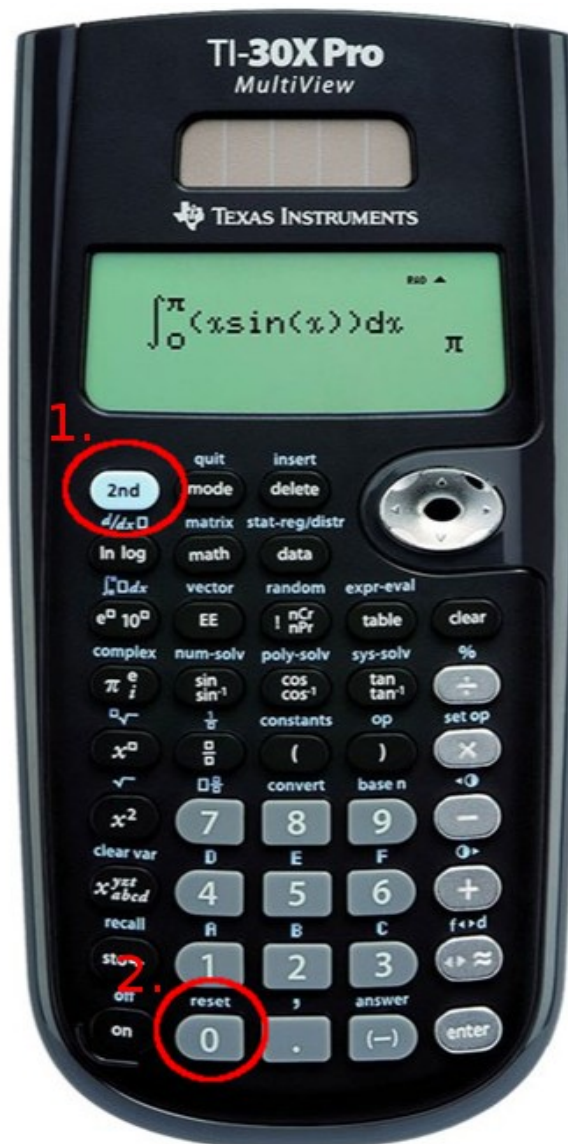 TI-30X Pro
MultiView
TEXAS INSTRUMENTS
RAD
∫₀^π(xsin(x))dx π
1.
quit insert
2nd mode delete
d/dx□ matrix stat-reg/distr
ln log math data
∫□dx vector random expr-eval
e□ 10□ EE ! nCr nPr table clear
complex num-solv poly-solv sys-solv %
π e i sin sin-1 cos cos-1 tan tan-1 ÷
□√ 1/□ constants op set op
x□ □/□ ( ) ×
√ □□/□ convert base n ◂◑
x² 7 8 9 −
clear var D E F ◑▸
x yzt abcd 4 5 6 +
recall A B C f◂▸d
1 2 3 ◂▸ ≈
2.
off reset , answer
on 0 . (−) enter